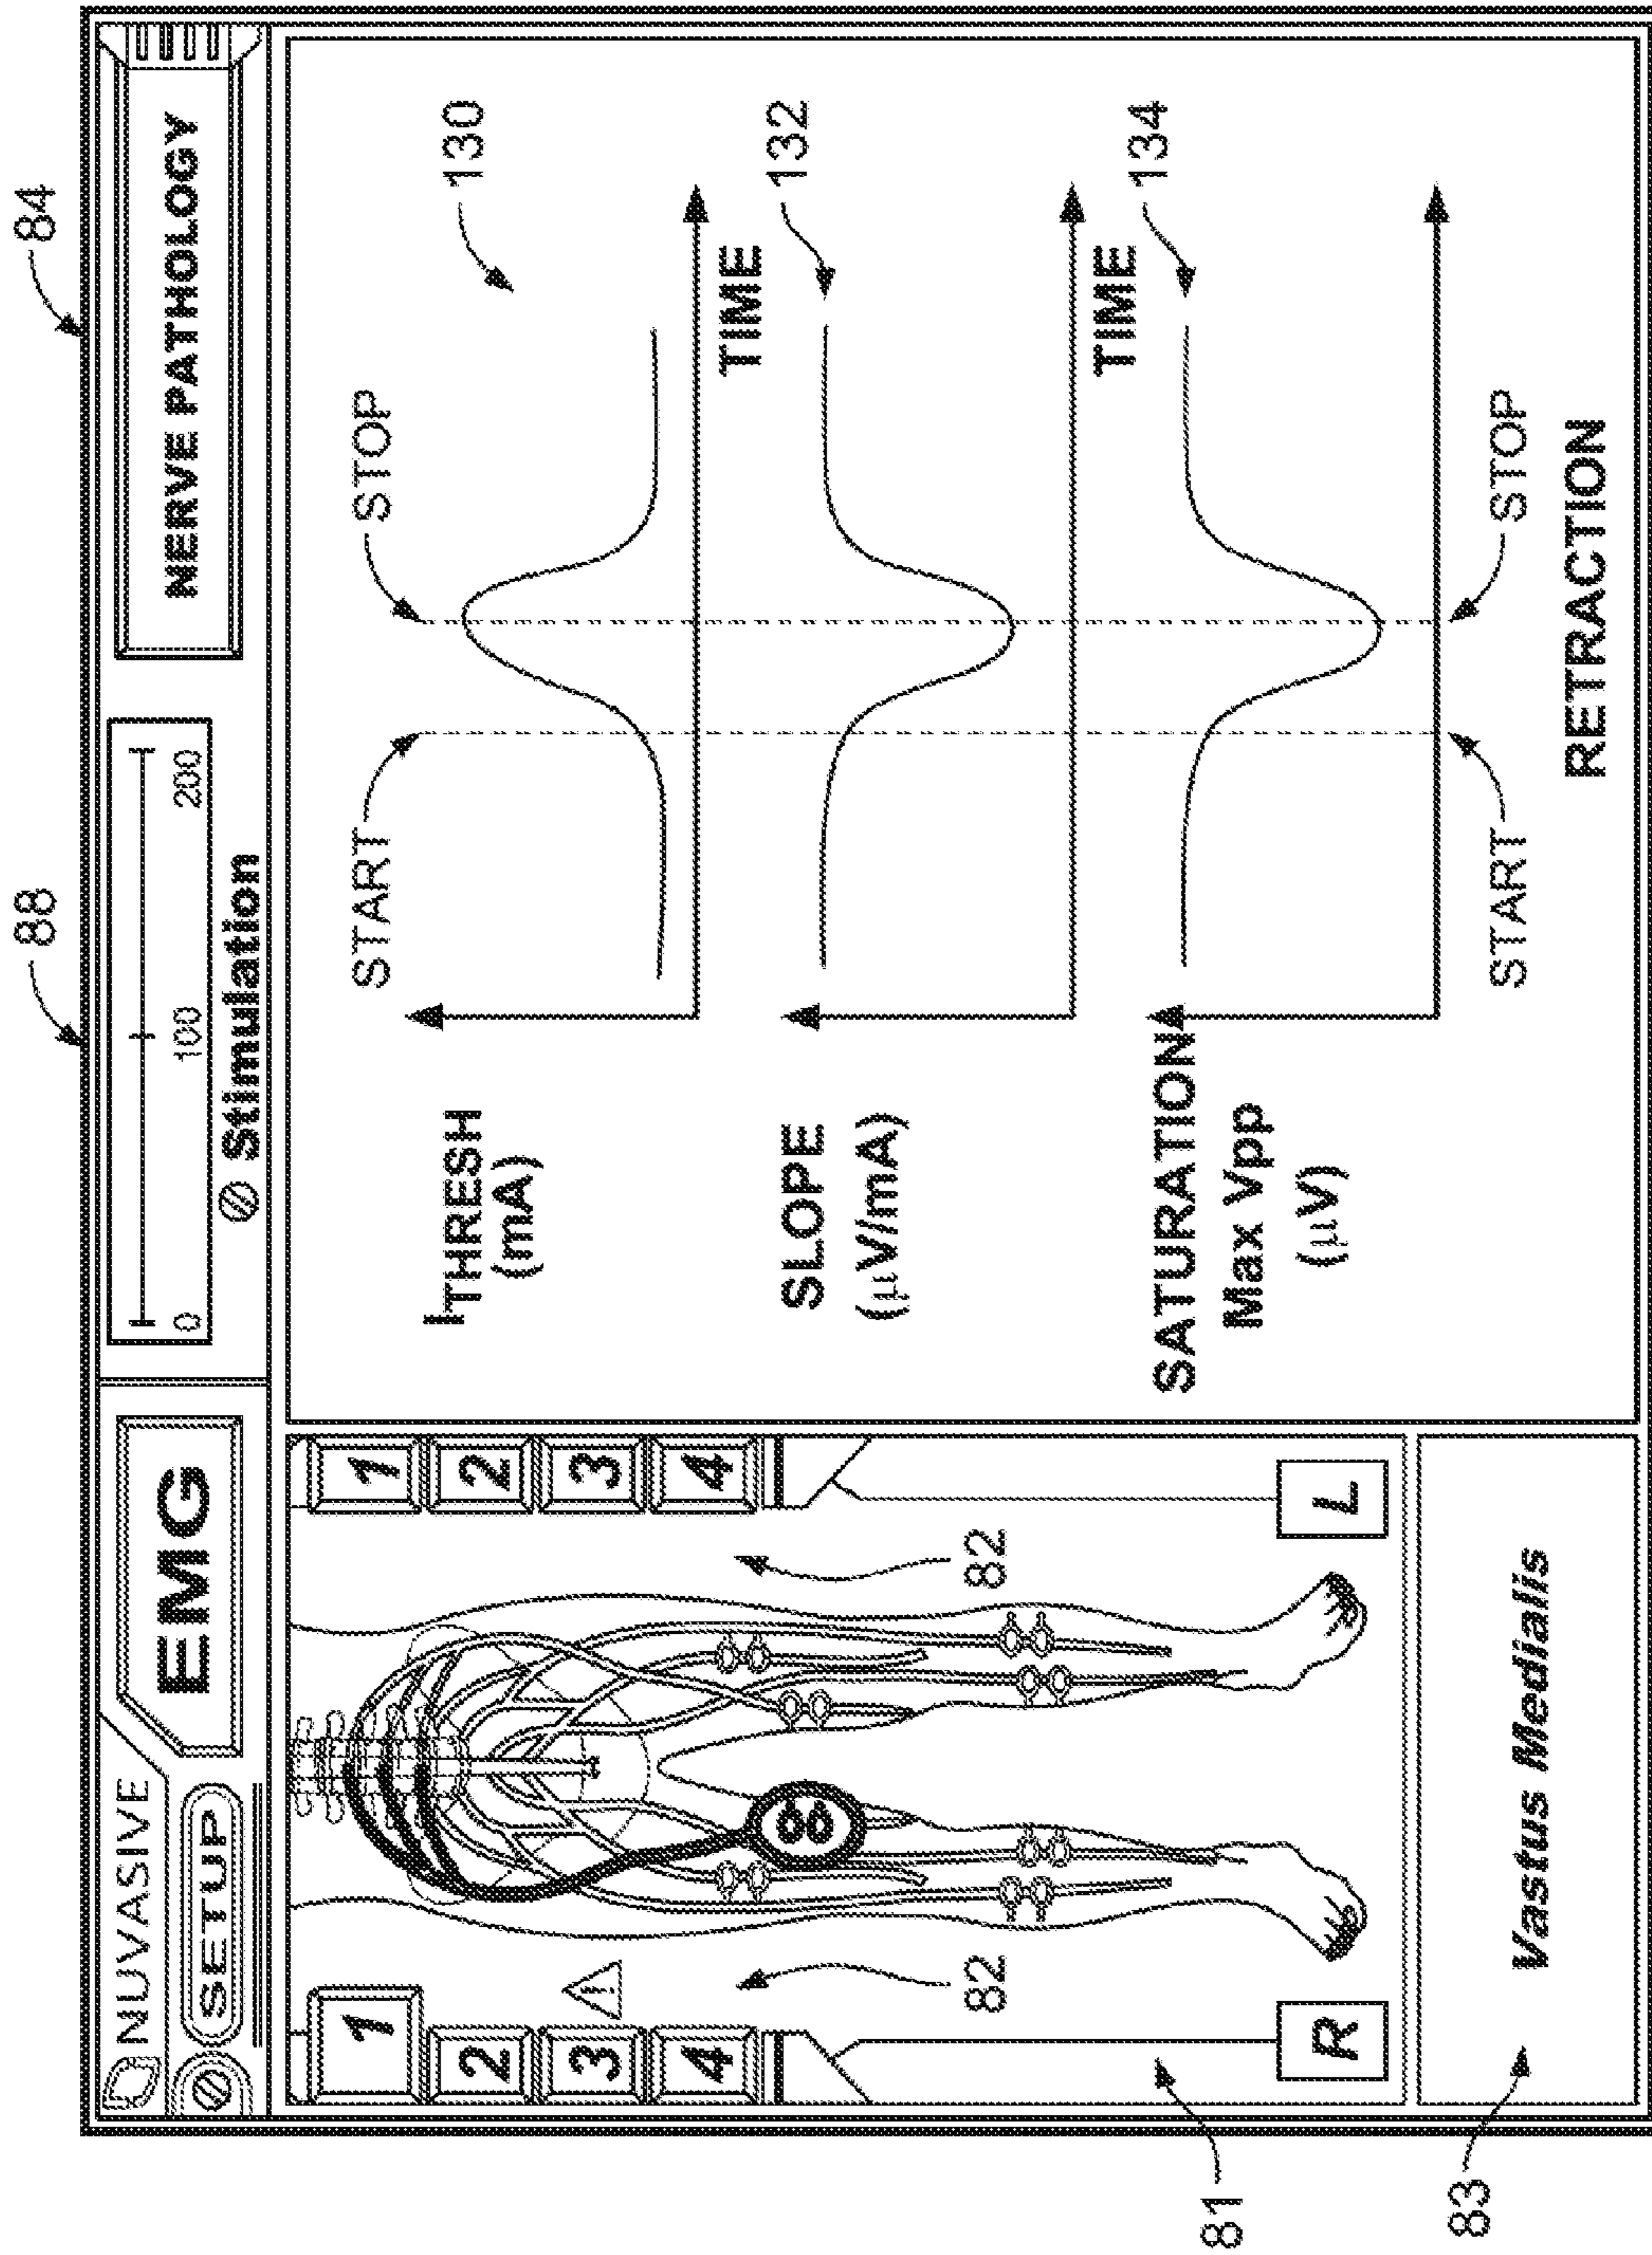 88
84
NUVASIVE
EMG
SETUP
0 100 200
Stimulation
NERVE PATHOLOGY
1
2
3
4
R
82
82
1
2
3
4
L
81
83
Vastus Medialis
START
STOP
130
ITHRESH
(mA)
TIME
132
SLOPE
(µV/mA)
TIME
134
SATURATION
Max Vpp
(µV)
START
STOP
RETRACTION